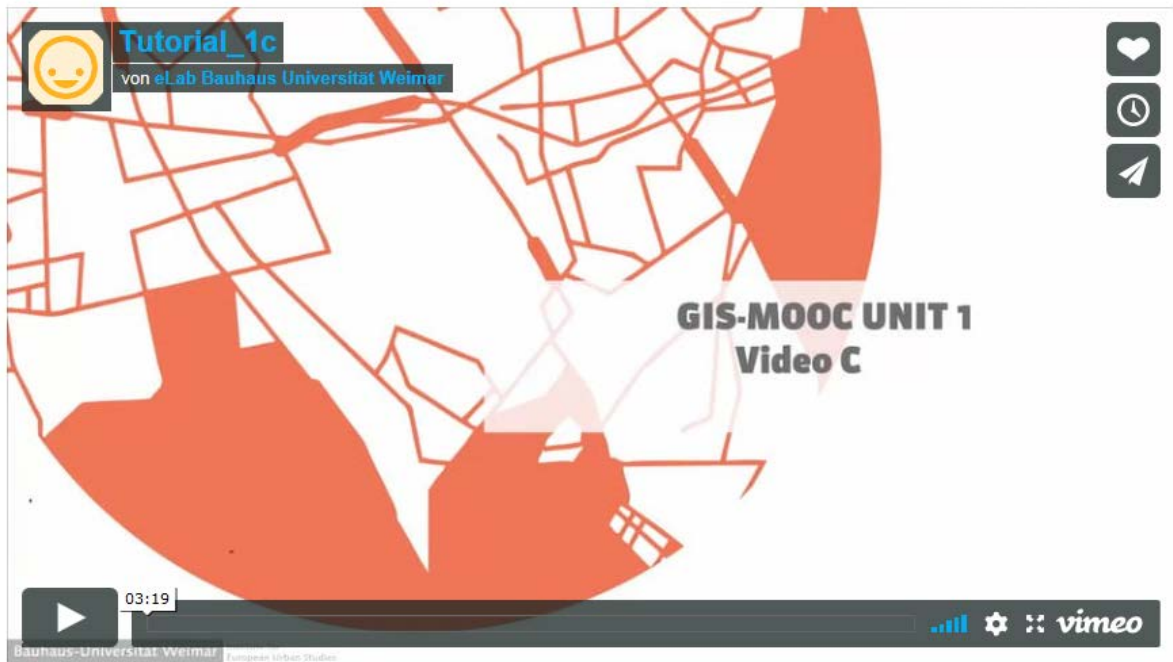 Tutorial_1c
von eLab Bauhaus Universität Weimar
GIS-MOOC UNIT 1
Video C
03:19
vimeo
Bauhaus-Universität Weimar
European Urban Studies